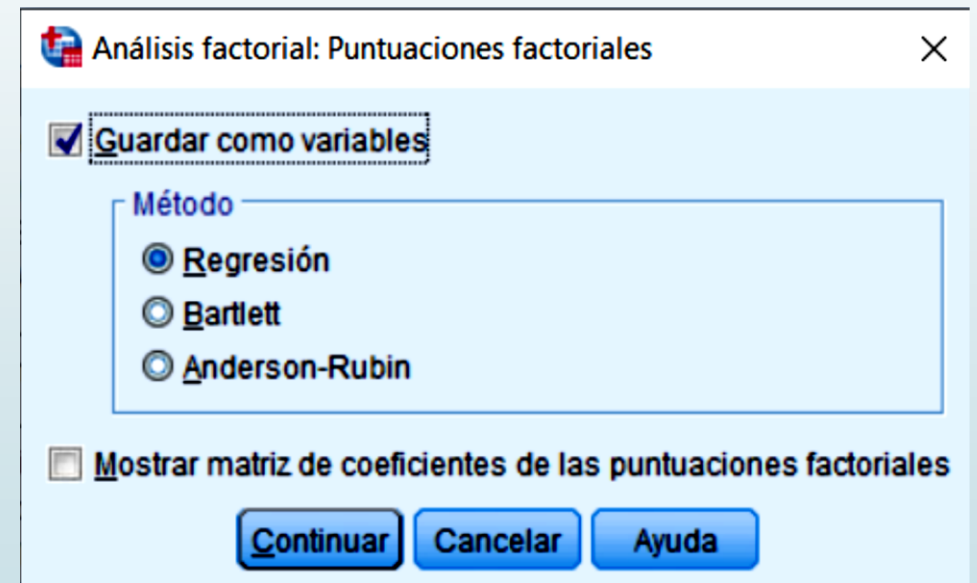 Análisis factorial: Puntuaciones factoriales
Guardar como variables
Método
Regresión
Bartlett
Anderson-Rubin
Mostrar matriz de coeficientes de las puntuaciones factoriales
Continuar Cancelar Ayuda